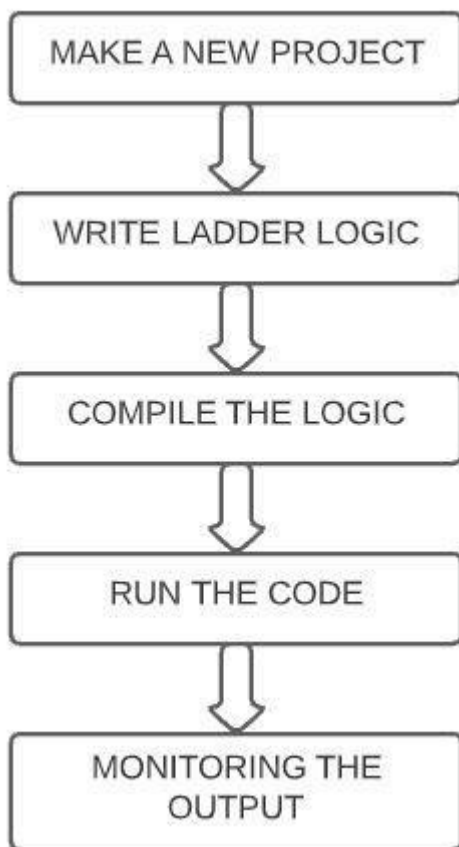 MAKE A NEW PROJECT
WRITE LADDER LOGIC
COMPILE THE LOGIC
RUN THE CODE
MONITORING THE
OUTPUT